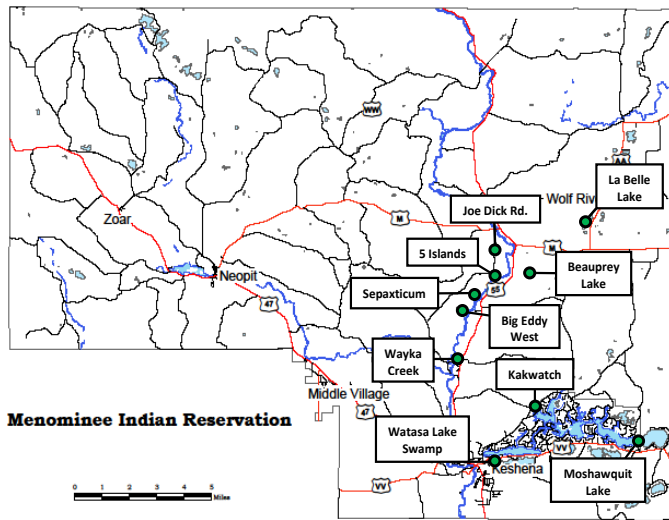 WW
AA
La Belle
Lake
Wolf Riv
Joe Dick Rd.
Zoar
M
M
5 Islands
Beauprey
Lake
Neopit
Sepaxticum
55
47
Big Eddy
West
Wayka
Creek
Kakwatch
Middle Village
47
Menominee Indian Reservation
Watasa Lake
Swamp
VV
Keshena
Moshawquit
Lake
VV
0 1 2 3 4 5
Miles